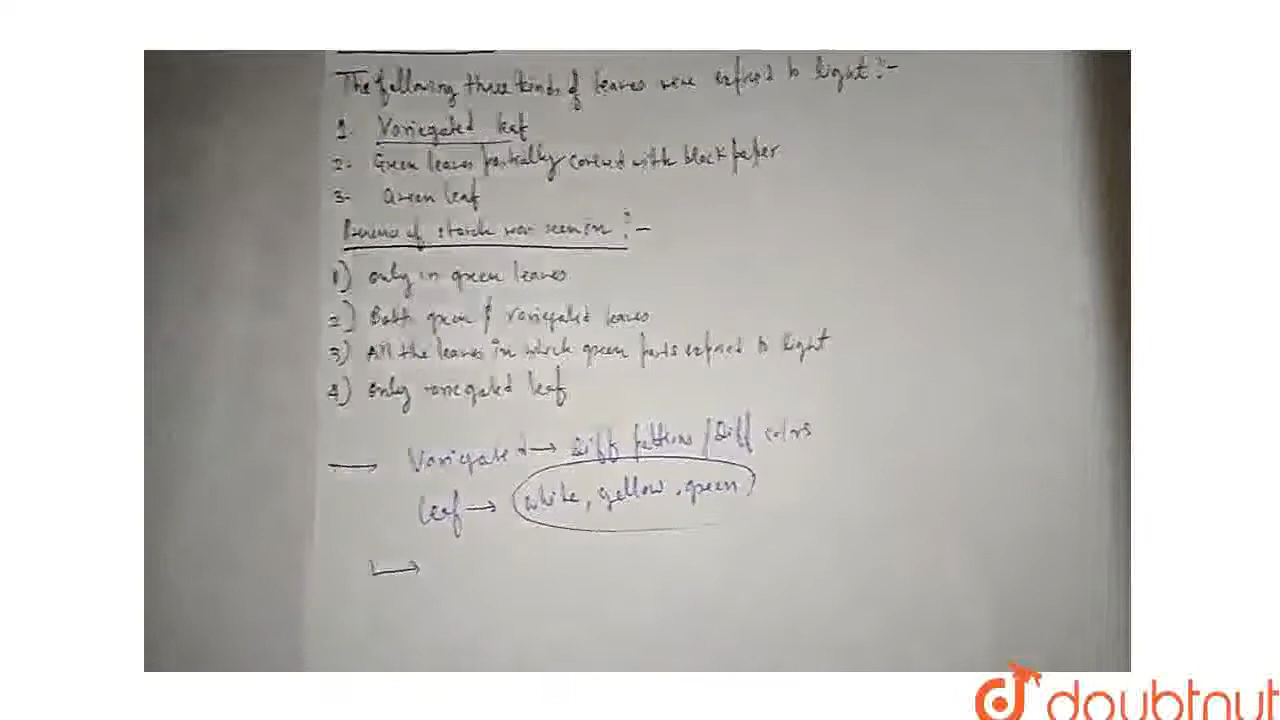 The following three kinds of leaves were exposed to light :-
1. Variegated leaf
2- Green leaves partially covered with black paper
3- Green leaf
Presence of starch was seen in :-
1) only in green leaves
2) Both green & variegated leaves
3) All the leaves in which green parts exposed to light
4) only variegated leaf
Variegated → Diff patterns / Diff colors
leaf → white, yellow, green
doubtnut